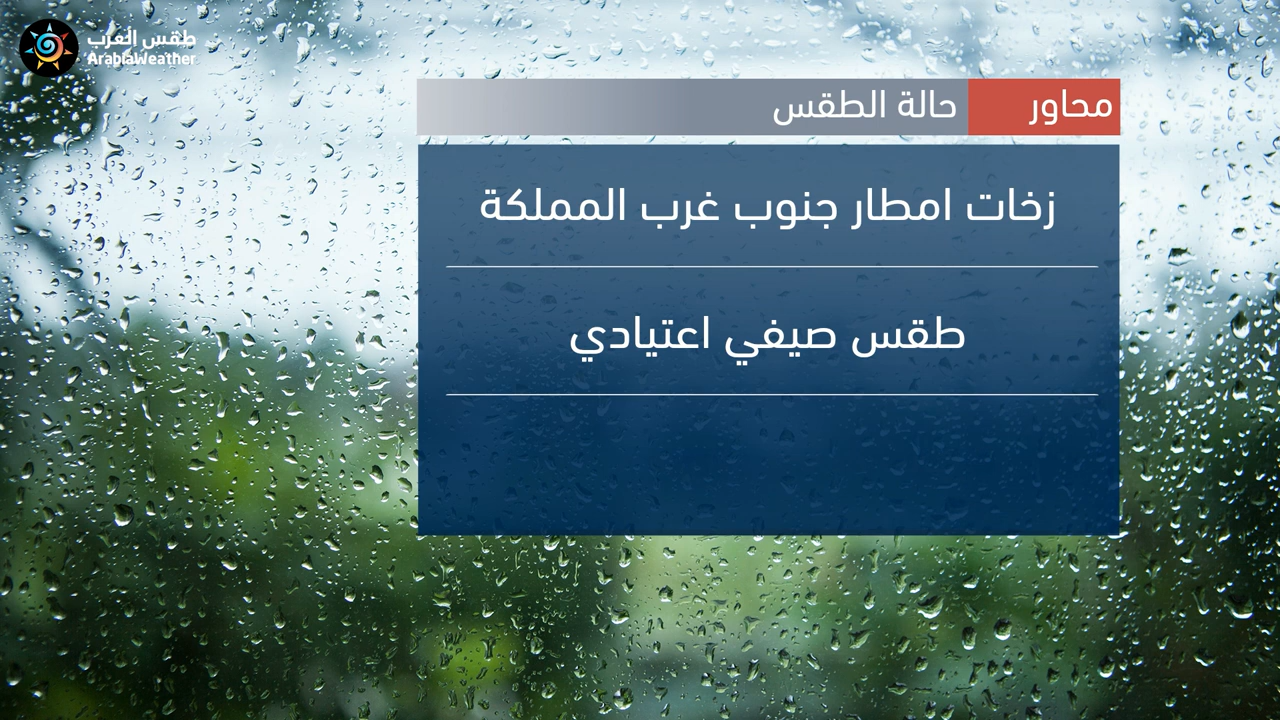 طقس العرب
ArabiaWeather
محاور حالة الطقس
زخات امطار جنوب غرب المملكة
طقس صيفي اعتيادي